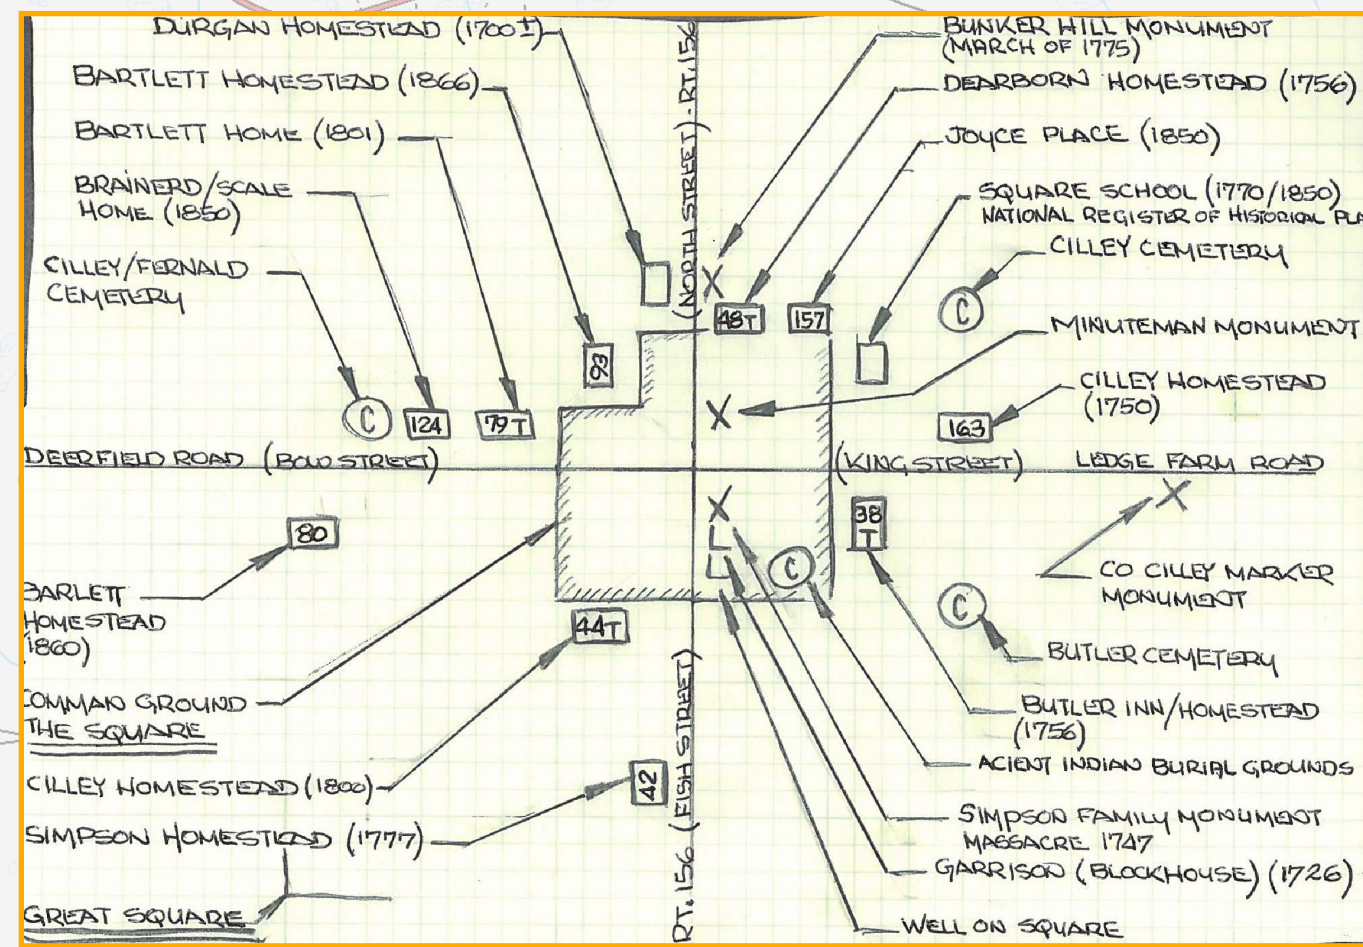 DURGAN HOMESTEAD (1700±)
BARTLETT HOMESTEAD (1866)
BARTLETT HOME (1801)
BRAINERD/SCALE
HOME (1850)
CILLEY/FERNALD
CEMETERY
BUNKER HILL MONUMENT
(MARCH OF 1775)
DEARBORN HOMESTEAD (1756)
JOYCE PLACE (1850)
SQUARE SCHOOL (1770/1850)
NATIONAL REGISTER OF HISTORICAL PLA
CILLEY CEMETERY
MINUTEMAN MONUMENT
CILLEY HOMESTEAD
(1750)
(NORTH STREET). RT. 156
48T
157
93
C
C
124
79T
163
DEERFIELD ROAD (BOW STREET)
(KING STREET)
LEDGE FARM ROAD
80
38
T
C
C
44T
42
RT. 156 (FISH STREET)
BARLETT
HOMESTEAD
(1860)
COMMAN GROUND
THE SQUARE
CILLEY HOMESTEAD (1800)
SIMPSON HOMESTEAD (1777)
GREAT SQUARE
CO CILLEY MARKER
MONUMENT
BUTLER CEMETERY
BUTLER INN/HOMESTEAD
(1756)
ACIENT INDIAN BURIAL GROUNDS
SIMPSON FAMILY MONUMENT
MASSACRE 1747
GARRISON (BLOCKHOUSE) (1726)
WELL ON SQUARE